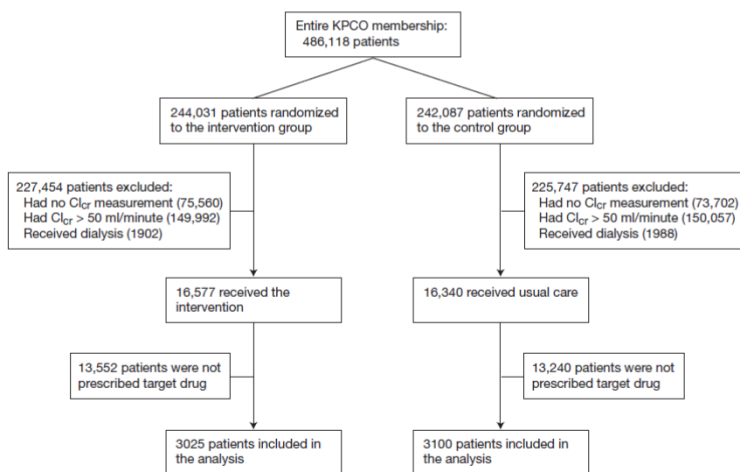 Entire KPCO membership:
486,118 patients
244,031 patients randomized
to the intervention group
242,087 patients randomized
to the control group
227,454 patients excluded:
Had no Clcr measurement (75,560)
Had Clcr > 50 ml/minute (149,992)
Received dialysis (1902)
225,747 patients excluded:
Had no Clcr measurement (73,702)
Had Clcr > 50 ml/minute (150,057)
Received dialysis (1988)
16,577 received the
intervention
16,340 received usual care
13,552 patients were not
prescribed target drug
13,240 patients were not
prescribed target drug
3025 patients included in
the analysis
3100 patients included in
the analysis